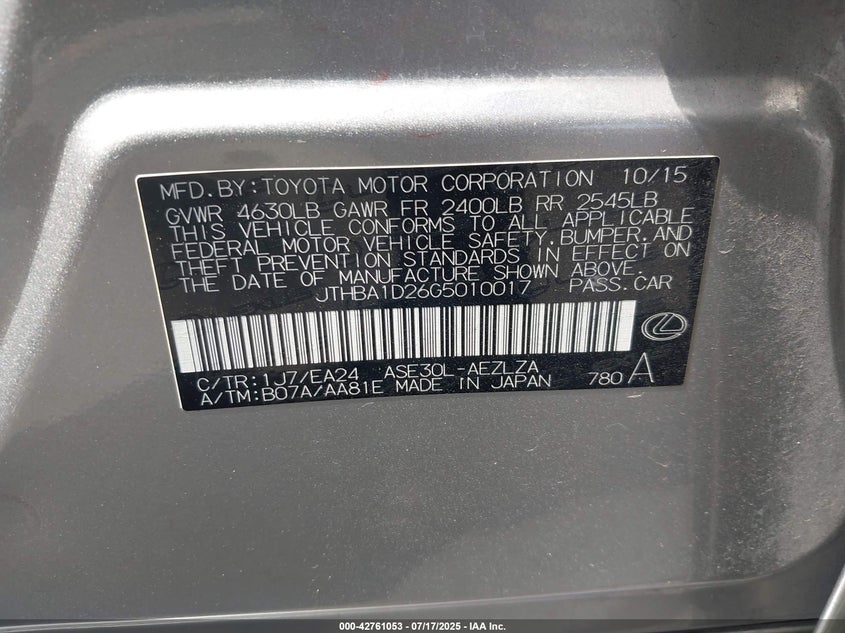 MFD.BY:TOYOTA MOTOR CORPORATION 10/15
GVWR 4630LB GAWR FR 2400LB RR 2545LB
THIS VEHICLE CONFORMS TO ALL APPLICABLE
FEDERAL MOTOR VEHICLE SAFETY,BUMPER,AND
THEFT PREVENTION STANDARDS IN EFFECT ON
THE DATE OF MANUFACTURE SHOWN ABOVE.
JTHBA1D26G5010017 PASS.CAR
C/TR:1J7/EA24 ASE30L-AEZLZA
A/TM:B07A/AA81E MADE IN JAPAN 780 A
000-42761053 / 07/17/2025 - IAA Inc.